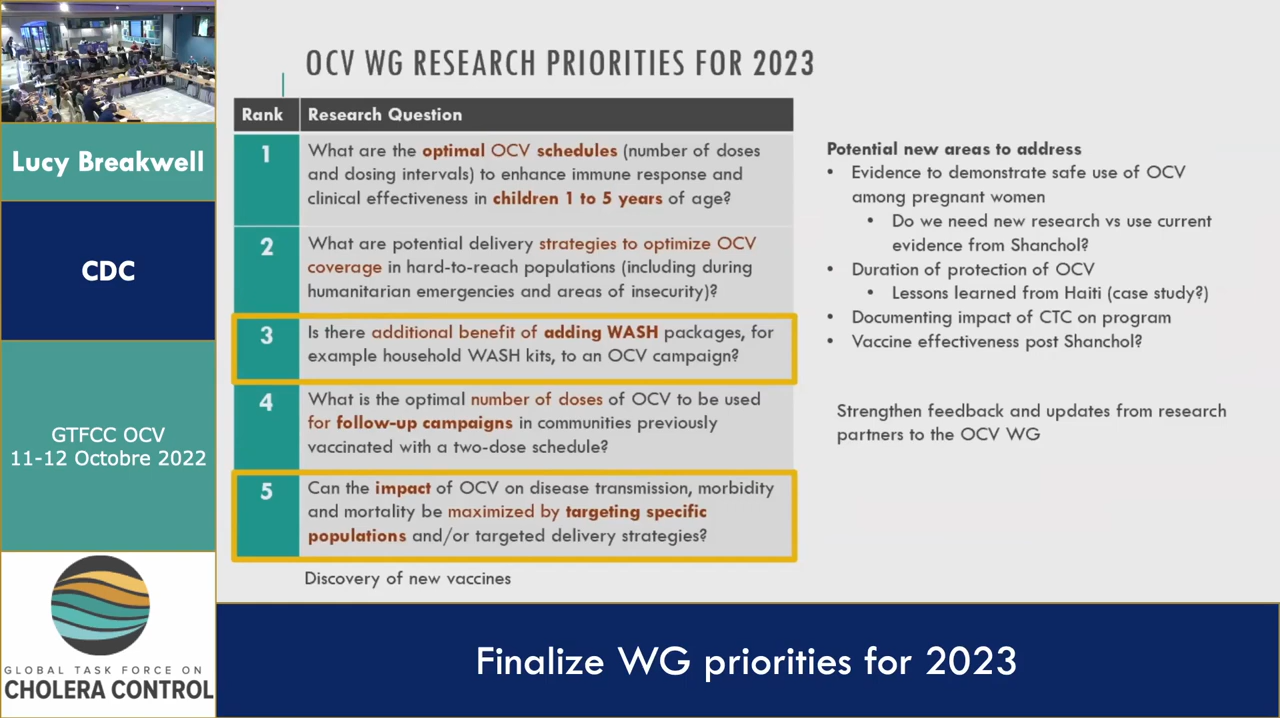 Lucy Breakwell
CDC
GTFCC OCV
11-12 Octobre 2022
GLOBAL TASK FORCE ON
CHOLERA CONTROL
OCV WG RESEARCH PRIORITIES FOR 2023
Rank Research Question
1 What are the optimal OCV schedules (number of doses
and dosing intervals) to enhance immune response and
clinical effectiveness in children 1 to 5 years of age?
2 What are potential delivery strategies to optimize OCV
coverage in hard-to-reach populations (including during
humanitarian emergencies and areas of insecurity)?
3 Is there additional benefit of adding WASH packages, for
example household WASH kits, to an OCV campaign?
4 What is the optimal number of doses of OCV to be used
for follow-up campaigns in communities previously
vaccinated with a two-dose schedule?
5 Can the impact of OCV on disease transmission, morbidity
and mortality be maximized by targeting specific
populations and/or targeted delivery strategies?
Discovery of new vaccines
Potential new areas to address
• Evidence to demonstrate safe use of OCV
among pregnant women
• Do we need new research vs use current
evidence from Shanchol?
• Duration of protection of OCV
• Lessons learned from Haiti (case study?)
• Documenting impact of CTC on program
• Vaccine effectiveness post Shanchol?
Strengthen feedback and updates from research
partners to the OCV WG
Finalize WG priorities for 2023